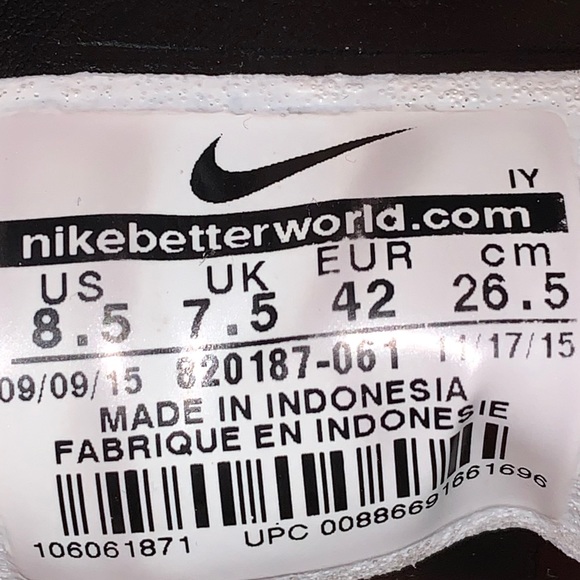 IY
nikebetterworld.com
US UK EUR cm
8.5 7.5 42 26.5
09/09/15 820187-061 11/17/15
MADE IN INDONESIA
FABRIQUE EN INDONESIE
106061871 UPC 00886691661696